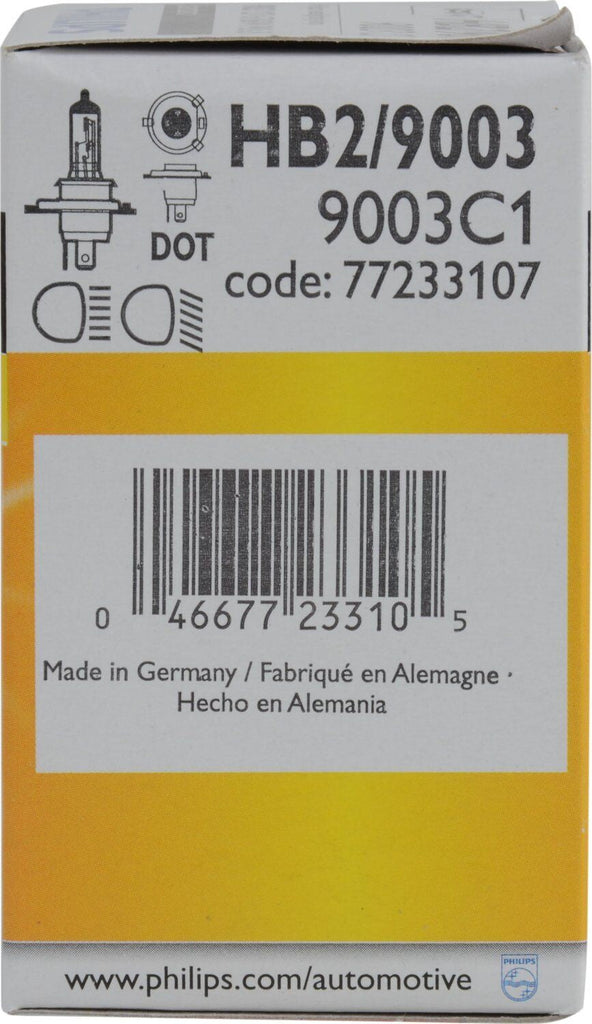 HB2/9003
9003C1
DOT
code: 77233107
0 46677 23310 5
Made in Germany / Fabriqué en Alemagne ·
Hecho en Alemania
www.philips.com/automotive
PHILIPS